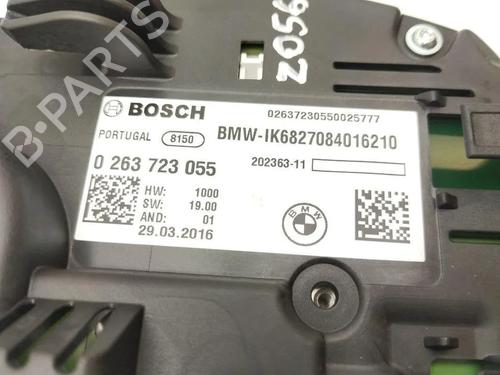 Z056
BOSCH
02637230550025777
PORTUGAL 8150 BMW-IK6827084016210
0 263 723 055
202363-11
HW: 1000
SW: 19.00
AND: 01
29.03.2016
BMW
B-PARTS